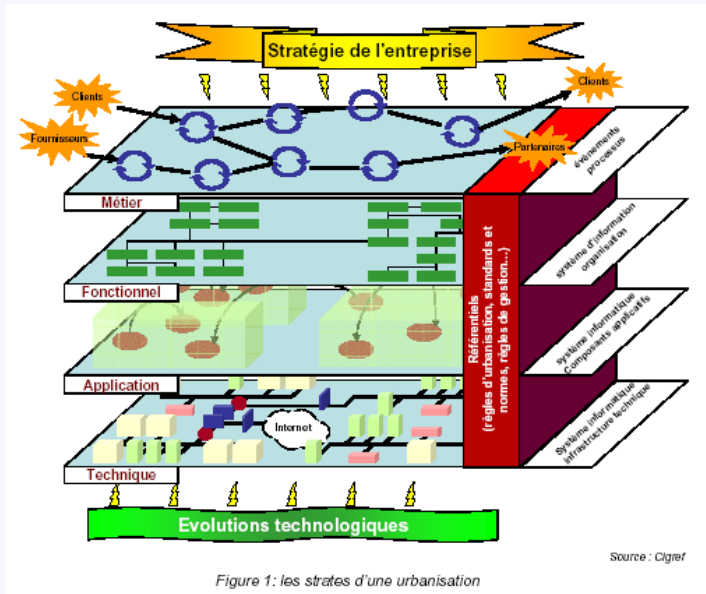 Stratégie de l'entreprise
Clients
Clients
Fournisseurs
Partenaires
évènements
processus
Métier
système d'information
organisation
Fonctionnel
Référentiels
(règles d'urbanisation, standards et
normes, règles de gestion...)
système informatique
Composants applicatifs
Application
Internet
Système informatique
infrastructure technique
Technique
Evolutions technologiques
Source : Cigref
Figure 1: les strates d'une urbanisation